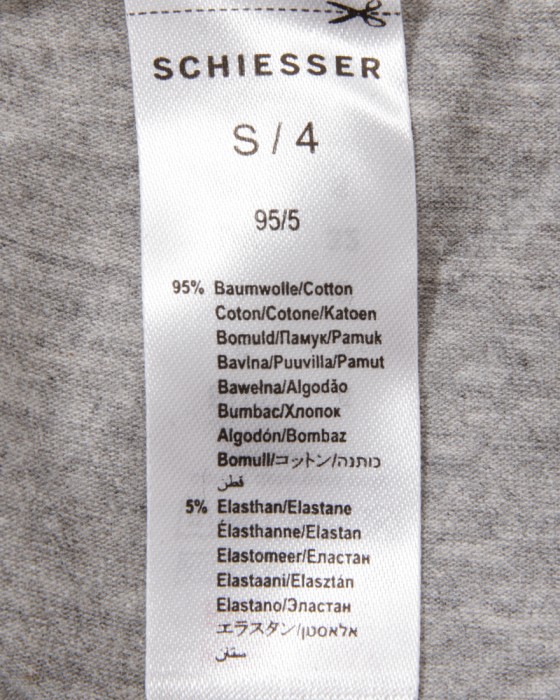 SCHIESSER
S / 4
95/5
95% Baumwolle/Cotton
Coton/Cotone/Katoen
Bomuld/Памук/Pamuk
Bavlna/Puuvilla/Pamut
Bawełna/Algodão
Bumbac/Хлопок
Algodón/Bombaz
Bomull/コットン/כותנה
قطن
5% Elasthan/Elastane
Élasthanne/Elastan
Elastomeer/Еластан
Elastaani/Elasztán
Elastano/Эластан
エラスタン/אלאסטן